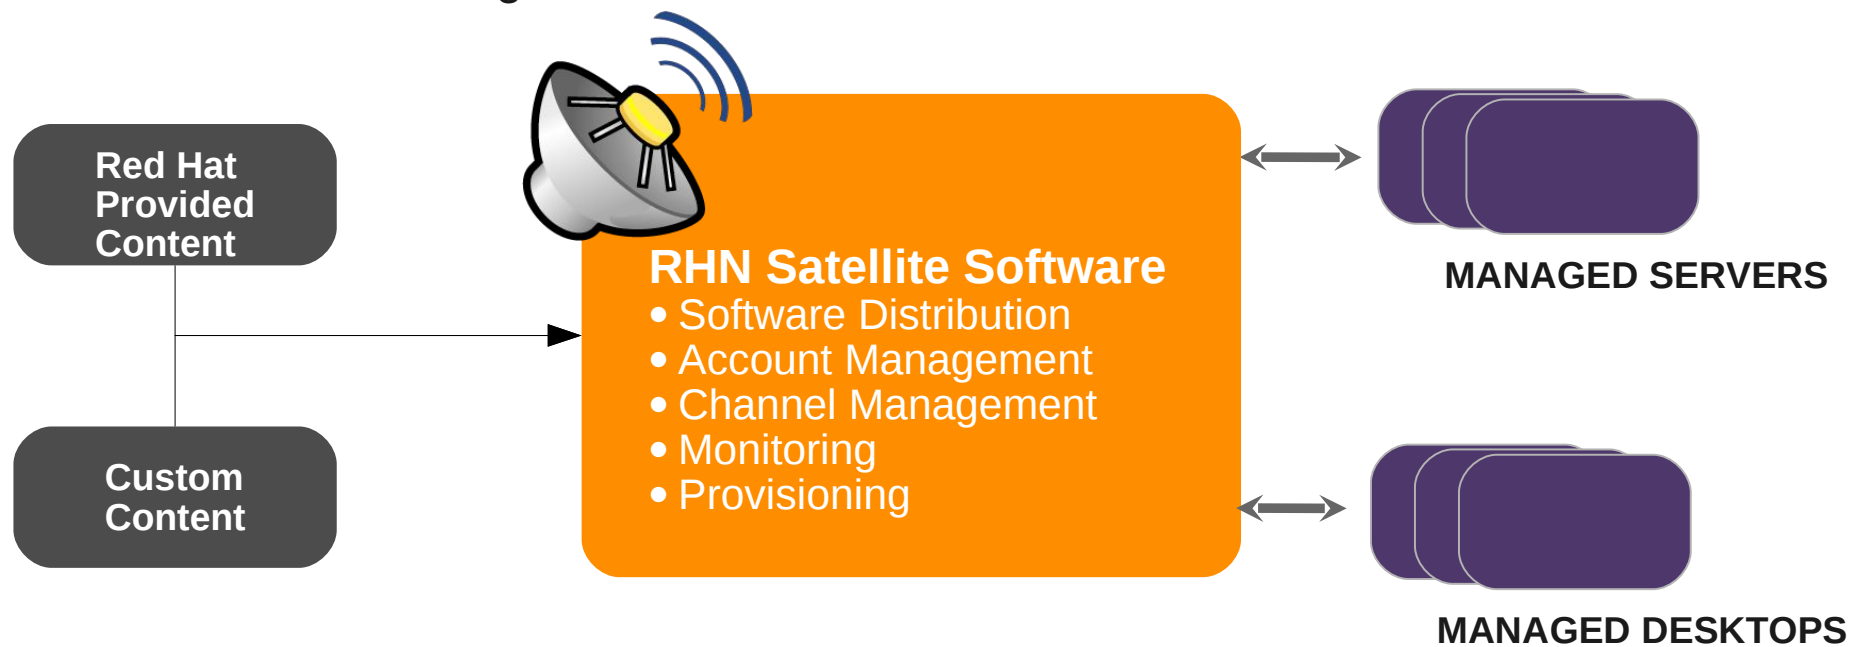 Red Hat
Provided
Content
Custom
Content
RHN Satellite Software
• Software Distribution
• Account Management
• Channel Management
• Monitoring
• Provisioning
MANAGED SERVERS
MANAGED DESKTOPS